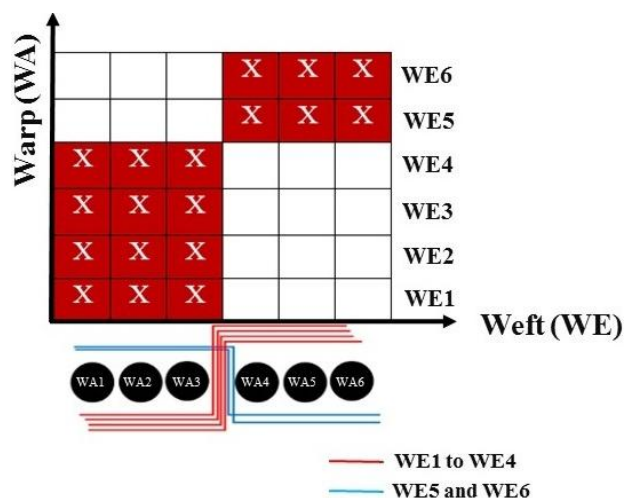 Warp (WA)
X X X WE6
X X X WE5
X X X WE4
X X X WE3
X X X WE2
X X X WE1
Weft (WE)
WA1 WA2 WA3 WA4 WA5 WA6
WE1 to WE4
WE5 and WE6